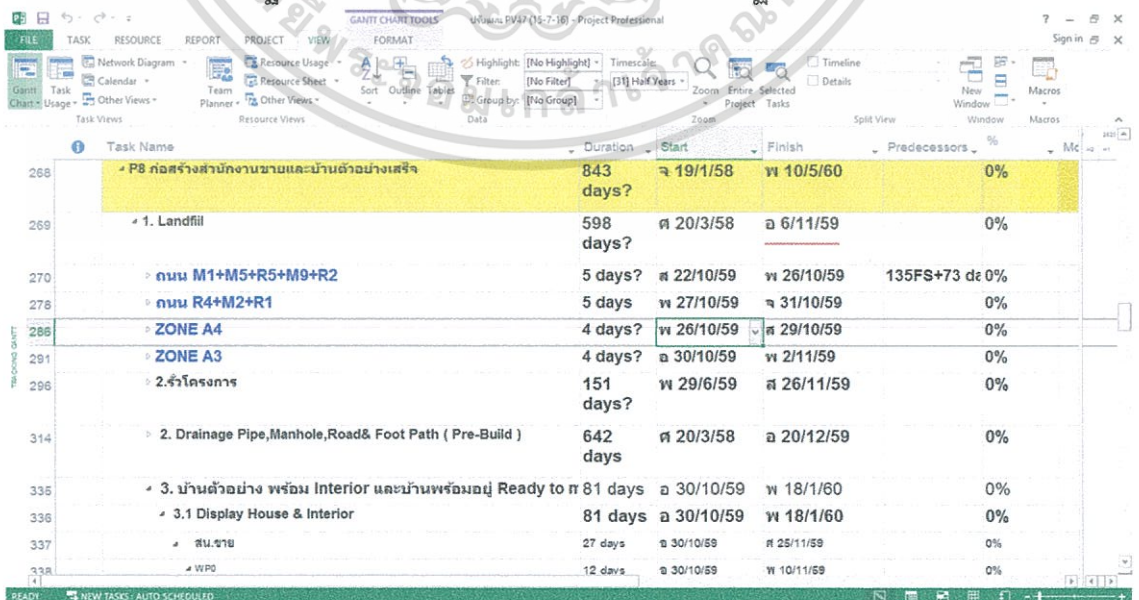 GANTT CHART TOOLS ปรับแผน PV47 (15-7-16) - Project Professional
FILE TASK RESOURCE REPORT PROJECT VIEW FORMAT Sign in
Network Diagram Resource Usage Highlight: [No Highlight] Timescale: Timeline
Calendar Resource Sheet Filter: [No Filter] [31] Half Years Details
Other Views Other Views Group by: [No Group]
Gantt Chart Task Usage Team Planner Sort Outline Tables Zoom Entire Project Selected Tasks New Window Macros
Task Views Resource Views Data Zoom Split View Window Macros
Task Name Duration Start Finish Predecessors %
268 P8 ก่อสร้างสำนักงานขายและบ้านตัวอย่างเสร็จ 843 days? จ 19/1/58 พ 10/5/60 0%
269 1. Landfill 598 days? ศ 20/3/58 อ 6/11/59 0%
270 ถนน M1+M5+R5+M9+R2 5 days? ส 22/10/59 พ 26/10/59 135FS+73 da 0%
278 ถนน R4+M2+R1 5 days พ 27/10/59 จ 31/10/59 0%
286 ZONE A4 4 days? พ 26/10/59 ส 29/10/59 0%
291 ZONE A3 4 days? อ 30/10/59 พ 2/11/59 0%
296 2.รั้วโครงการ 151 days? พ 29/6/59 ส 26/11/59 0%
314 2. Drainage Pipe,Manhole,Road& Foot Path ( Pre-Build ) 642 days ศ 20/3/58 อ 20/12/59 0%
335 3. บ้านตัวอย่าง พร้อม Interior และบ้านพร้อมอยู่ Ready to m 81 days อ 30/10/59 พ 18/1/60 0%
336 3.1 Display House & Interior 81 days อ 30/10/59 พ 18/1/60 0%
337 สน.ขาย 27 days อ 30/10/59 ศ 25/11/59 0%
338 WP0 12 days อ 30/10/59 พ 10/11/59 0%
TRACKING GANTT
READY NEW TASKS : AUTO SCHEDULED